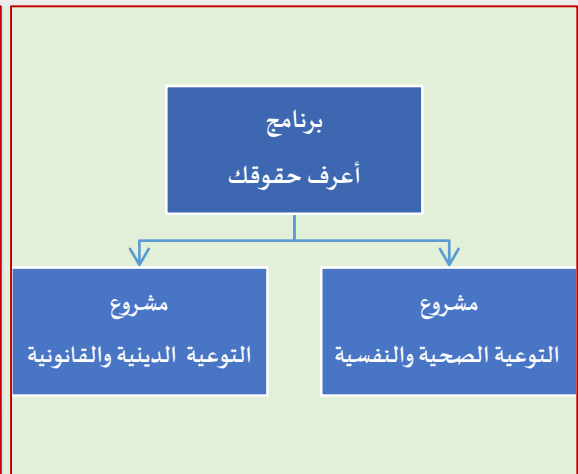 برنامج
أعرف حقوقك
مشروع
التوعية الصحية والنفسية
مشروع
التوعية الدينية والقانونية